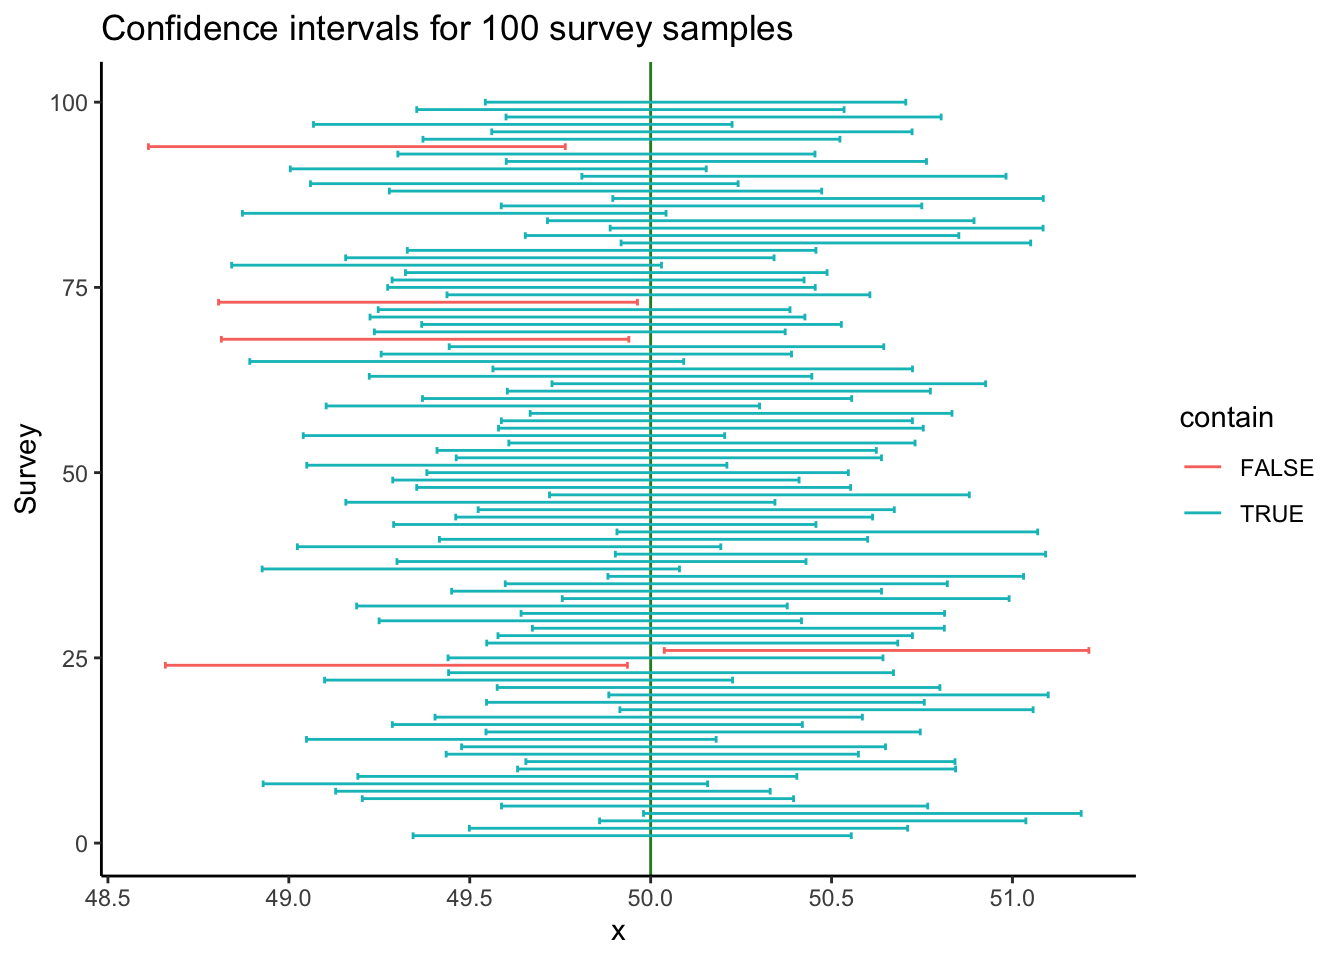 Confidence intervals for 100 survey samples
100
75
50
25
0
Survey
48.5 49.0 49.5 50.0 50.5 51.0
x
contain
FALSE
TRUE